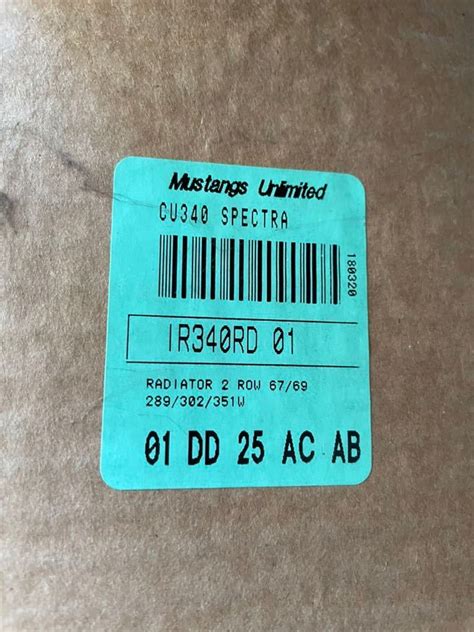 Mustangs Unlimited
CU340 SPECTRA
180320
IR340RD 01
RADIATOR 2 ROW 67/69
289/302/351W
01 DD 25 AC AB